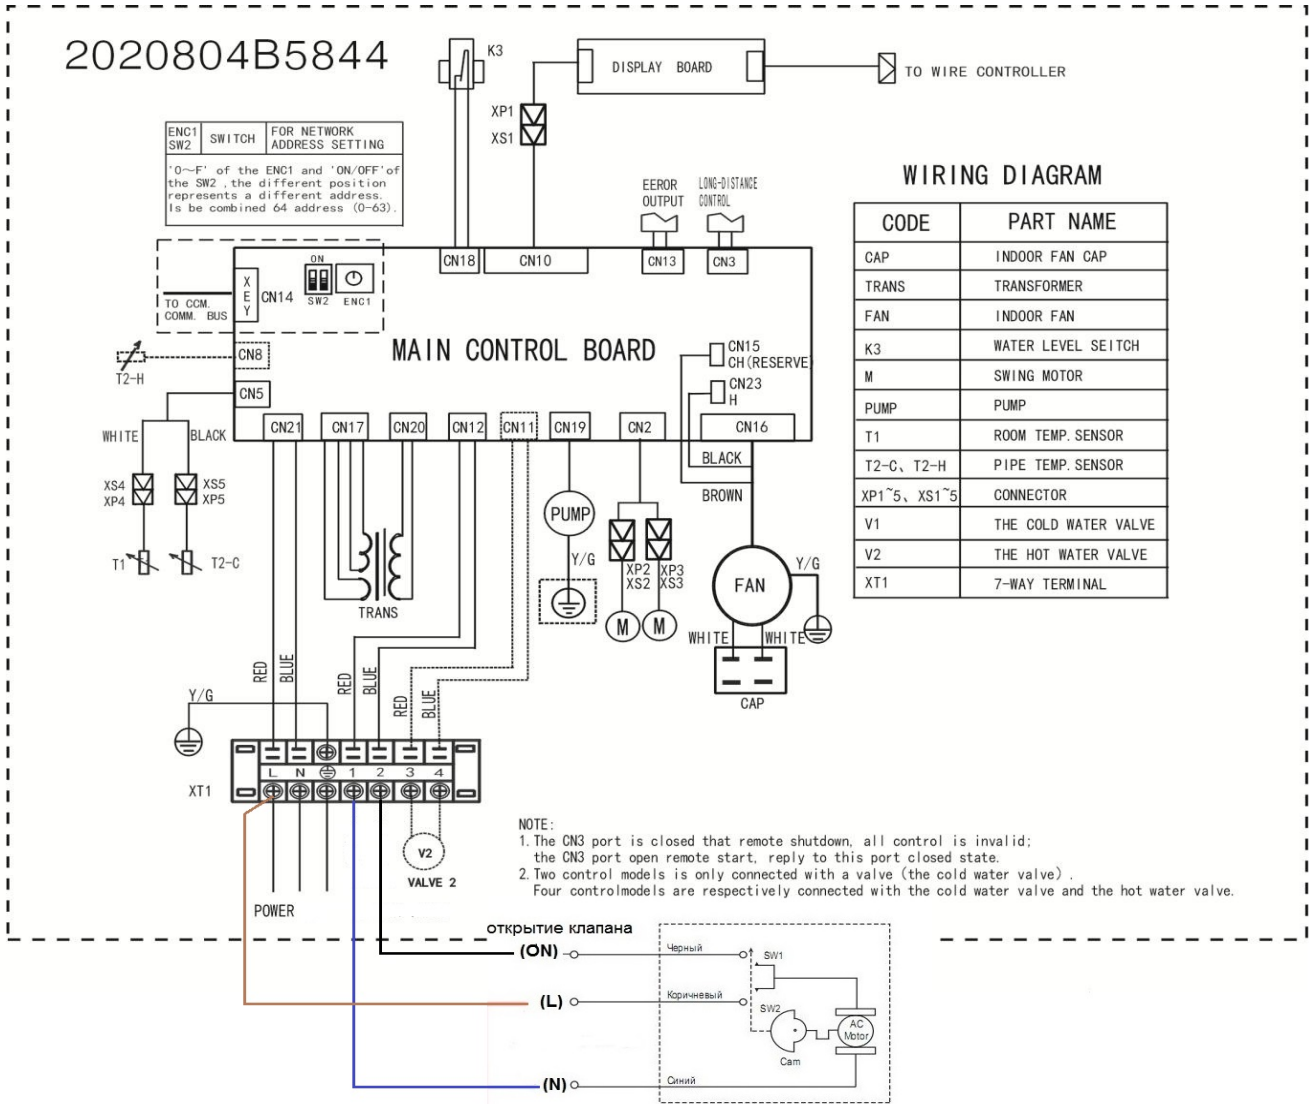 2020804B5844
K3
DISPLAY BOARD
TO WIRE CONTROLLER
XP1
XS1
ENC1
SW2
SWITCH
FOR NETWORK
ADDRESS SETTING
'0~F' of the ENC1 and 'ON/OFF'of
the SW2 ,the different position
represents a different address.
Is be combined 64 address (0-63).
EEROR
OUTPUT
LONG-DISTANCE
CONTROL
WIRING DIAGRAM
CODE PART NAME
CAP INDOOR FAN CAP
TRANS TRANSFORMER
FAN INDOOR FAN
K3 WATER LEVEL SEITCH
M SWING MOTOR
PUMP PUMP
T1 ROOM TEMP. SENSOR
T2-C、T2-H PIPE TEMP. SENSOR
XP1~5、XS1~5 CONNECTOR
V1 THE COLD WATER VALVE
V2 THE HOT WATER VALVE
XT1 7-WAY TERMINAL
CN18
CN10
CN13
CN3
ON
SW2
ENC1
X
E
Y
CN14
TO CCM.
COMM. BUS
CN8
T2-H
CN5
MAIN CONTROL BOARD
CN15
CH(RESERVE)
CN23
H
CN21
CN17
CN20
CN12
CN11
CN19
CN2
CN16
WHITE
BLACK
BLACK
BROWN
XS4
XP4
XS5
XP5
T1
T2-C
TRANS
PUMP
Y/G
XP2
XS2
XP3
XS3
M
M
FAN
Y/G
WHITE
WHITE
CAP
RED
BLUE
RED
BLUE
RED
BLUE
Y/G
XT1
L N 1 2 3 4
V2
VALVE 2
POWER
NOTE:
1. The CN3 port is closed that remote shutdown, all control is invalid;
the CN3 port open remote start, reply to this port closed state.
2. Two control models is only connected with a valve (the cold water valve) .
Four controlmodels are respectively connected with the cold water valve and the hot water valve.
открытие клапана
(ON)
Черный
SW1
(L)
Коричневый
SW2
AC
Motor
Cam
(N)
Синий